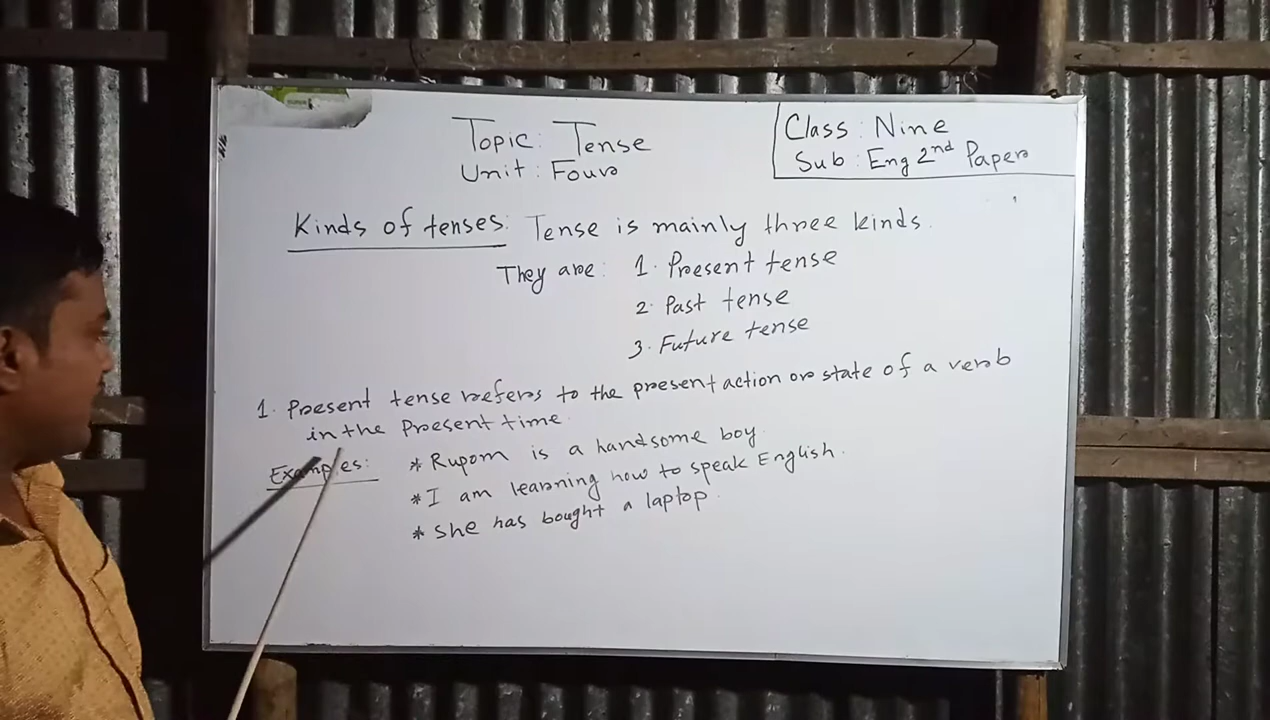 Topic: Tense
Unit: Four
Class: Nine
Sub: Eng 2nd Paper
Kinds of tenses: Tense is mainly three kinds.
They are: 1. Present tense
2. Past tense
3. Future tense
1. Present tense refers to the present action or state of a verb
in the present time.
Examples: * Rupom is a handsome boy.
* I am learning how to speak English.
* She has bought a laptop.